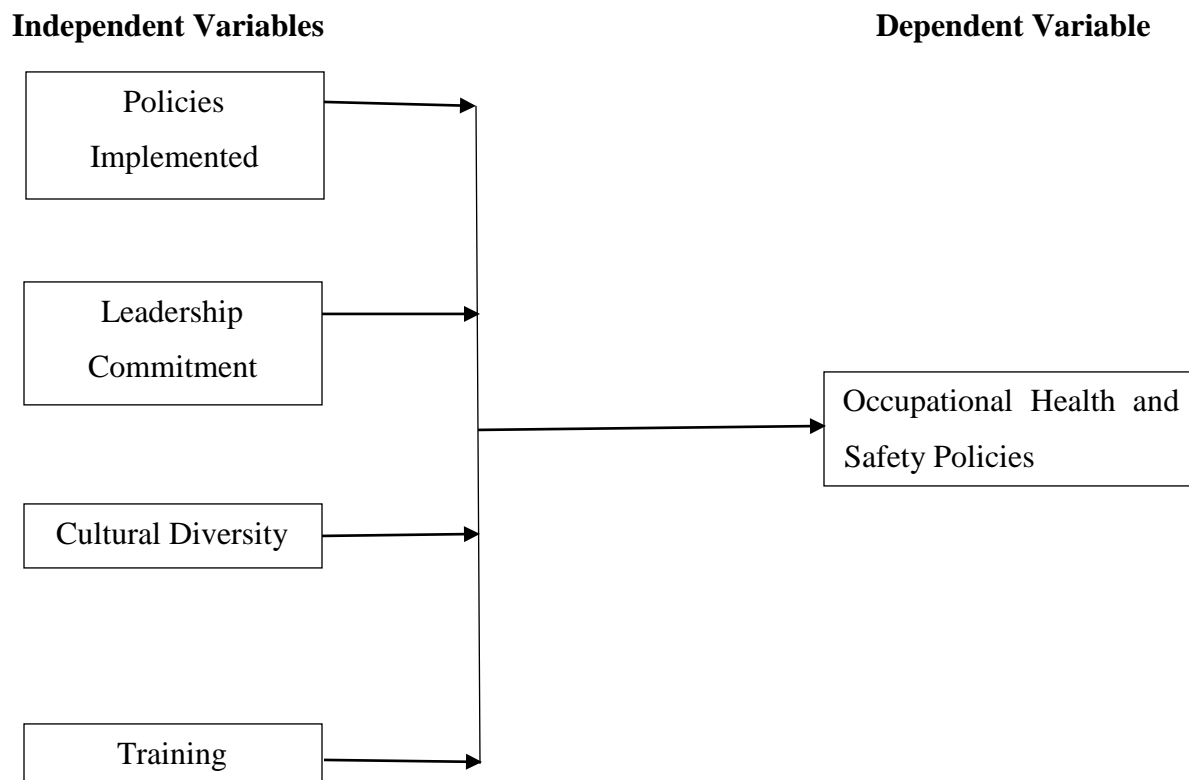 Independent Variables
Dependent Variable
Policies
Implemented
Leadership
Commitment
Occupational Health and
Safety Policies
Cultural Diversity
Training